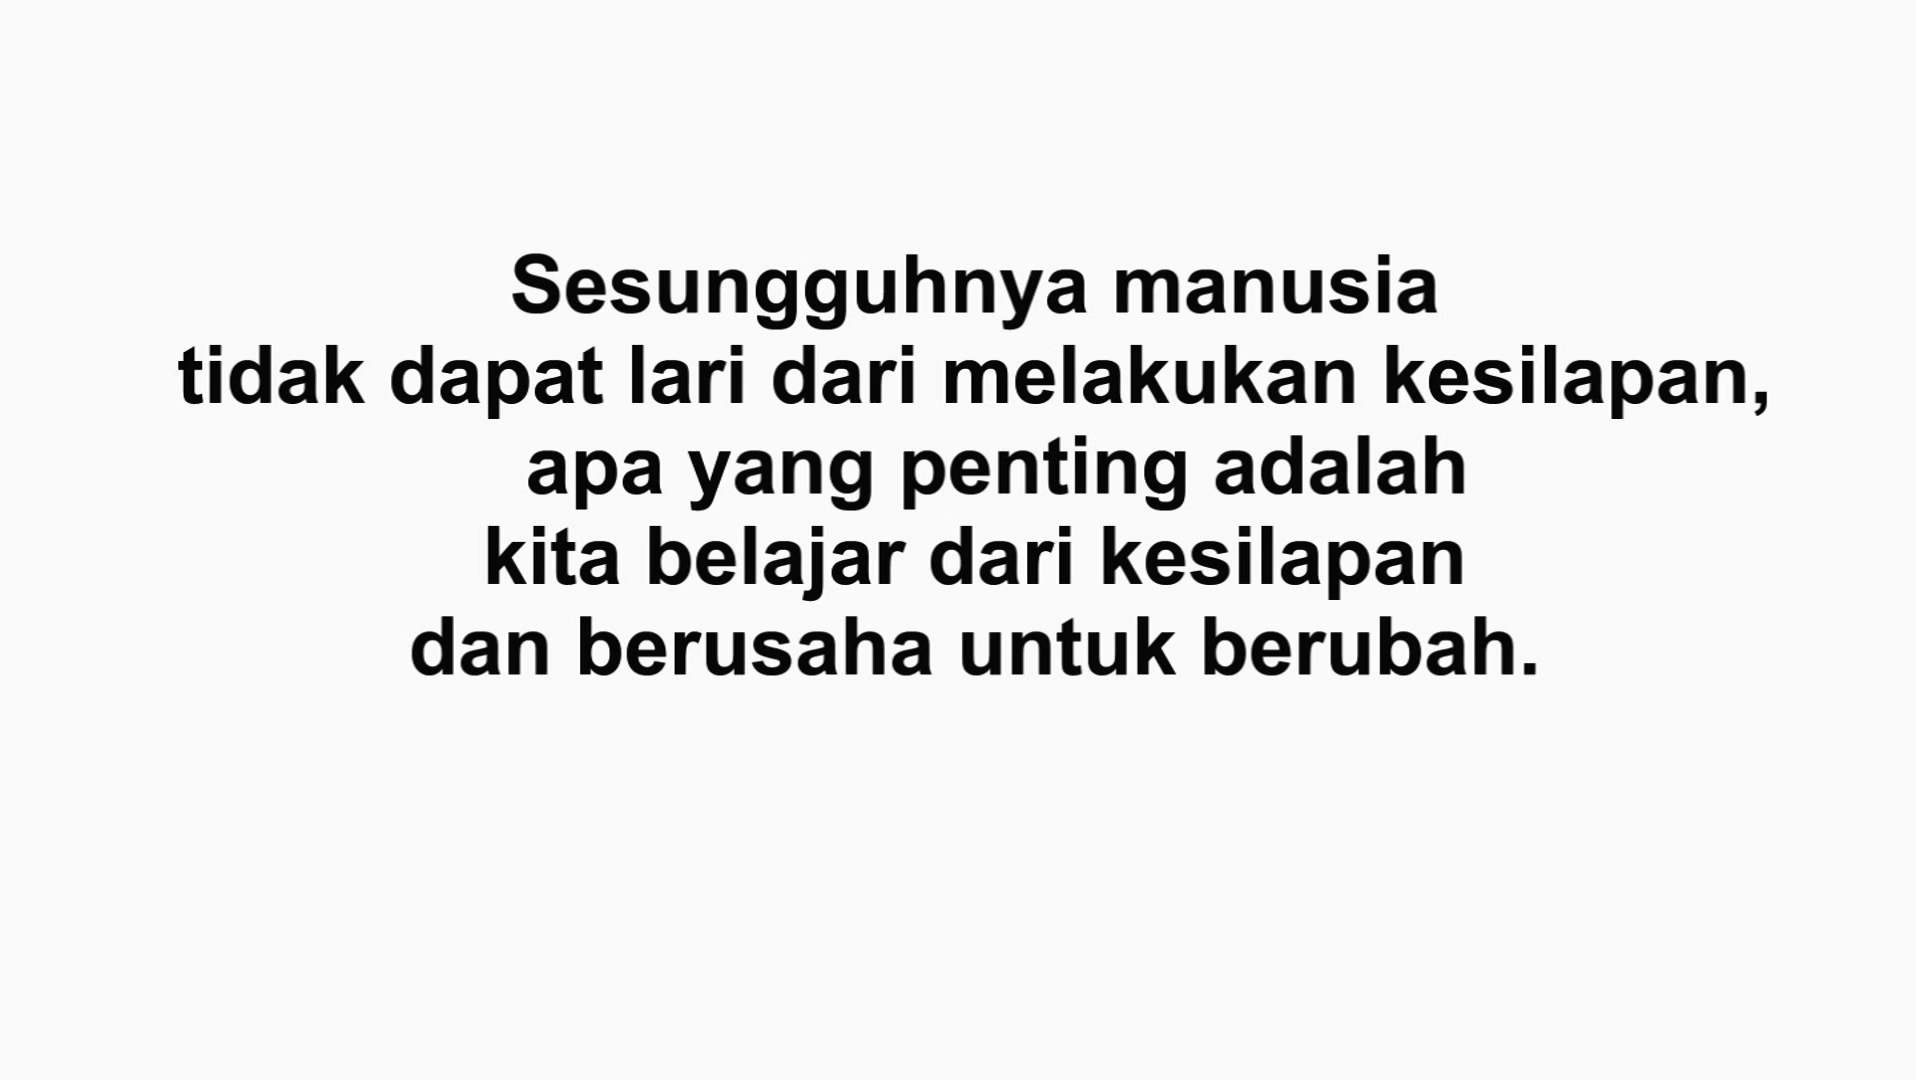 Sesungguhnya manusia
tidak dapat lari dari melakukan kesilapan,
apa yang penting adalah
kita belajar dari kesilapan
dan berusaha untuk berubah.